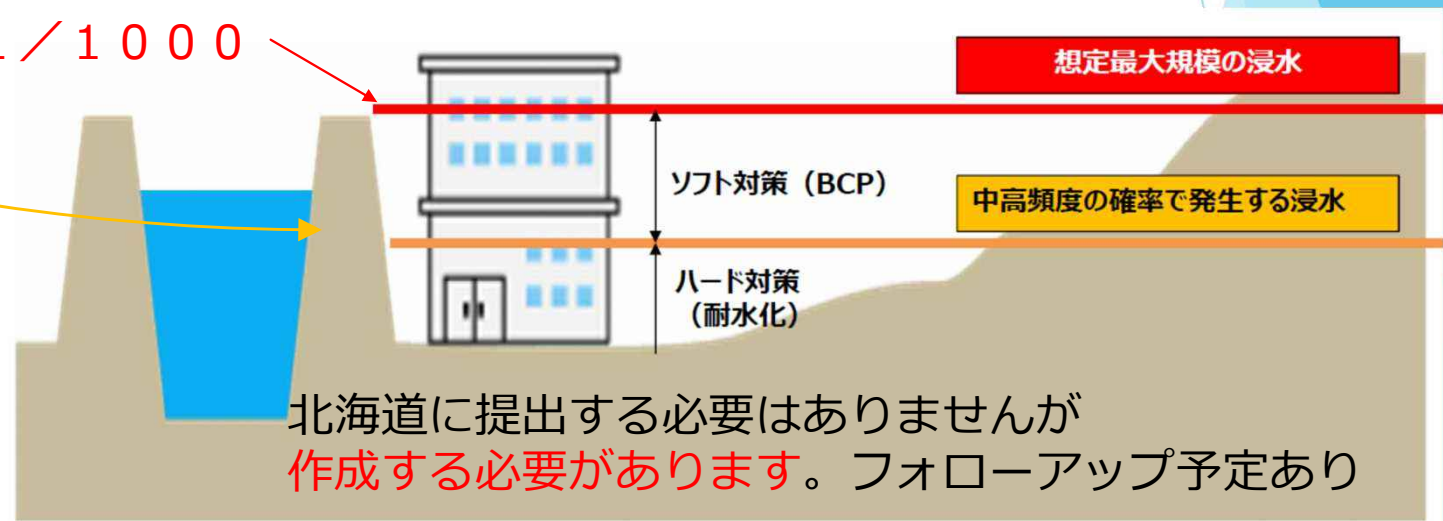 １／１０００
想定最大規模の浸水
ソフト対策（BCP）
中高頻度の確率で発生する浸水
ハード対策
（耐水化）
北海道に提出する必要はありませんが
作成する必要があります。フォローアップ予定あり